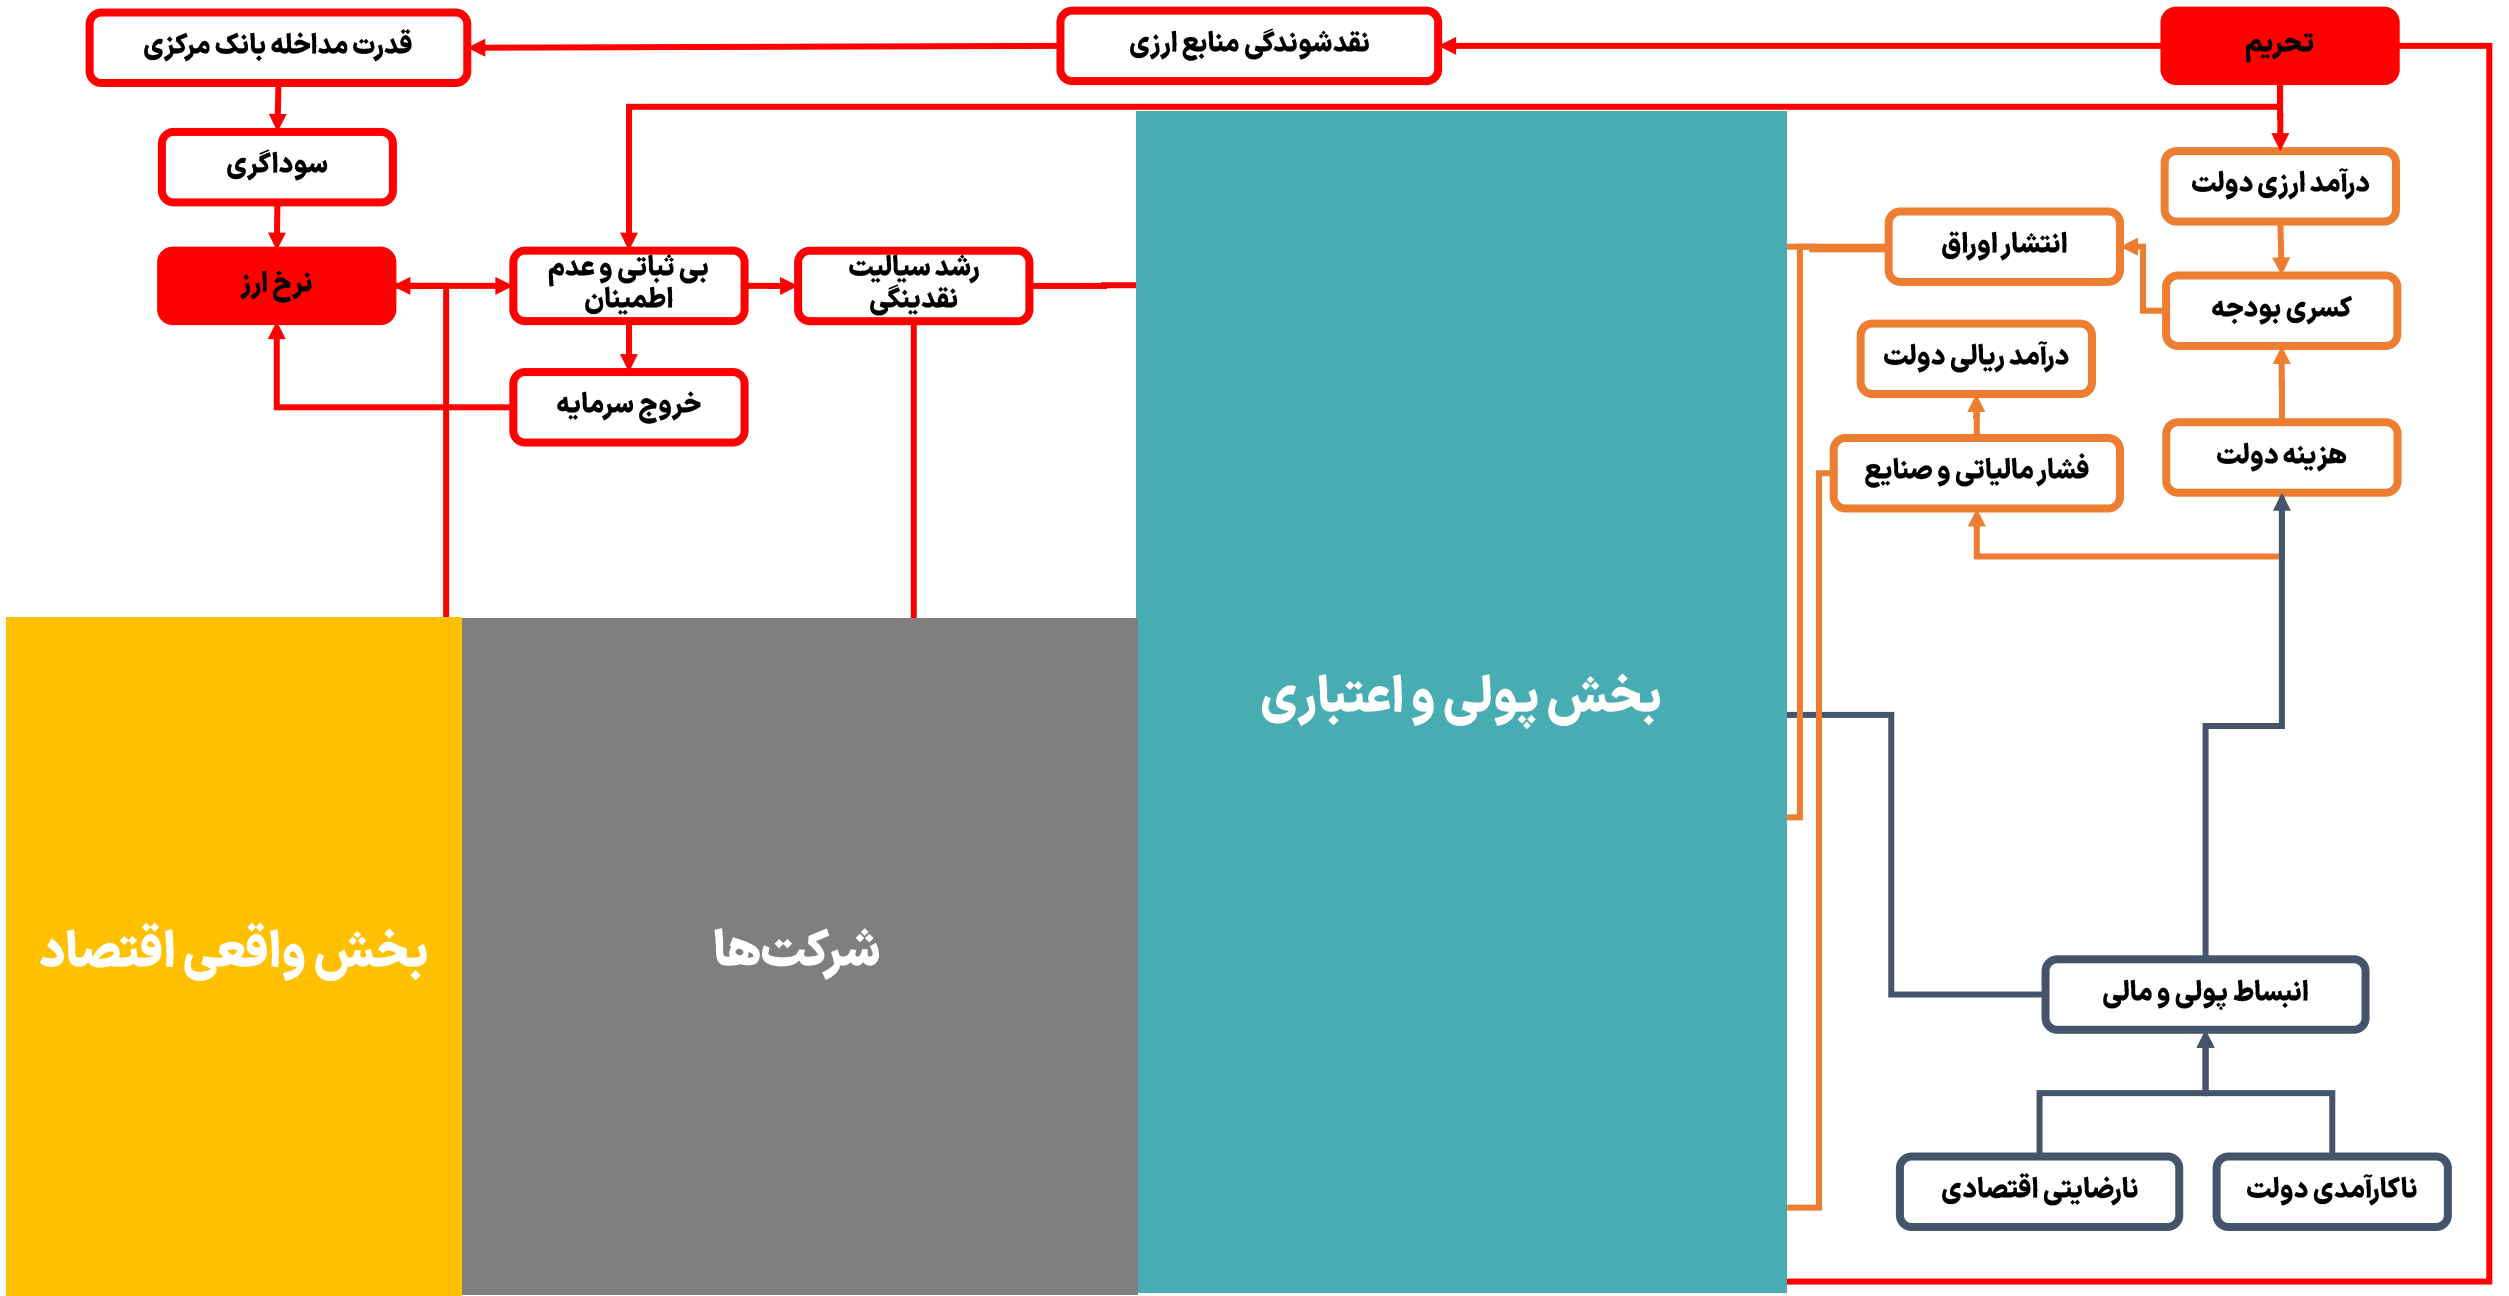 تحریم
نقدشوندگی منابع ارزی
قدرت مداخله بانک مرکزی
سوداگری
درآمد ارزی دولت
انتشار اوراق
رشد سیالیت
نقدینگی
بی ثباتی و عدم
اطمینان
نرخ ارز
کسری بودجه
درآمد ریالی دولت
خروج سرمایه
هزینه دولت
فشار مالیاتی و صنایع
بخش پولی و اعتبای
شکت‌ها
بخش واقعی اقتصاد
انبساط پولی و مالی
ناکارآمدی دولت
نارضایتی اقتصادی